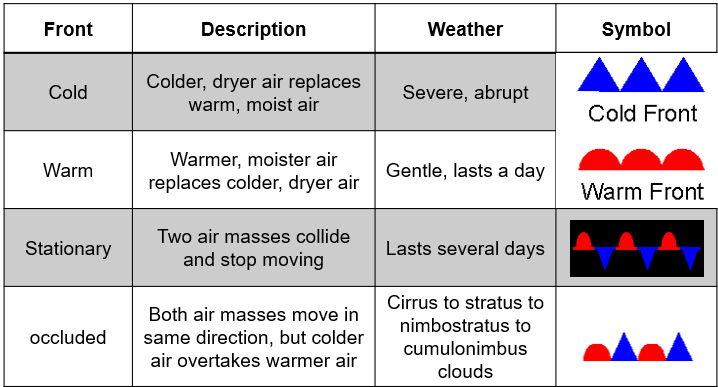 Front Description Weather Symbol
Cold
Colder, dryer air replaces
warm, moist air
Severe, abrupt
Cold Front
Warm
Warmer, moister air
replaces colder, dryer air
Gentle, lasts a day
Warm Front
Stationary
Two air masses collide
and stop moving
Lasts several days
occluded
Both air masses move in
same direction, but colder
air overtakes warmer air
Cirrus to stratus to
nimbostratus to
cumulonimbus
clouds